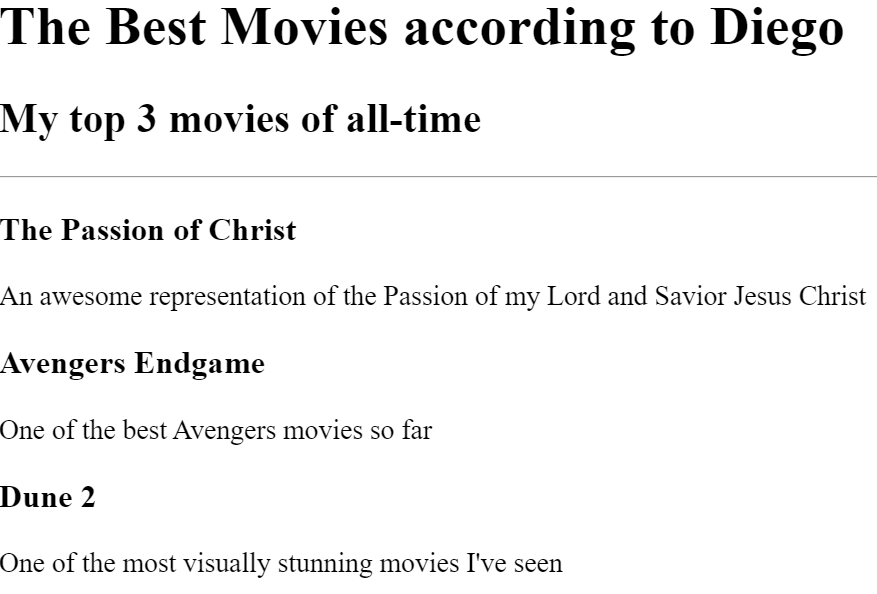 The Best Movies according to Diego
My top 3 movies of all-time
The Passion of Christ
An awesome representation of the Passion of my Lord and Savior Jesus Christ
Avengers Endgame
One of the best Avengers movies so far
Dune 2
One of the most visually stunning movies I've seen